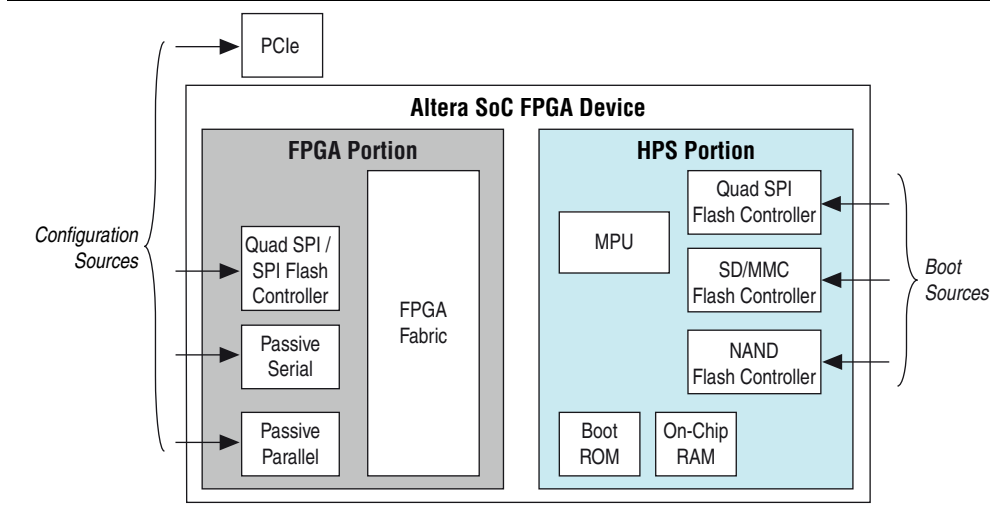 PCIe
Altera SoC FPGA Device
FPGA Portion
HPS Portion
Configuration
Sources
Quad SPI /
SPI Flash
Controller
Passive
Serial
Passive
Parallel
FPGA
Fabric
MPU
Quad SPI
Flash Controller
SD/MMC
Flash Controller
NAND
Flash Controller
Boot
ROM
On-Chip
RAM
Boot
Sources